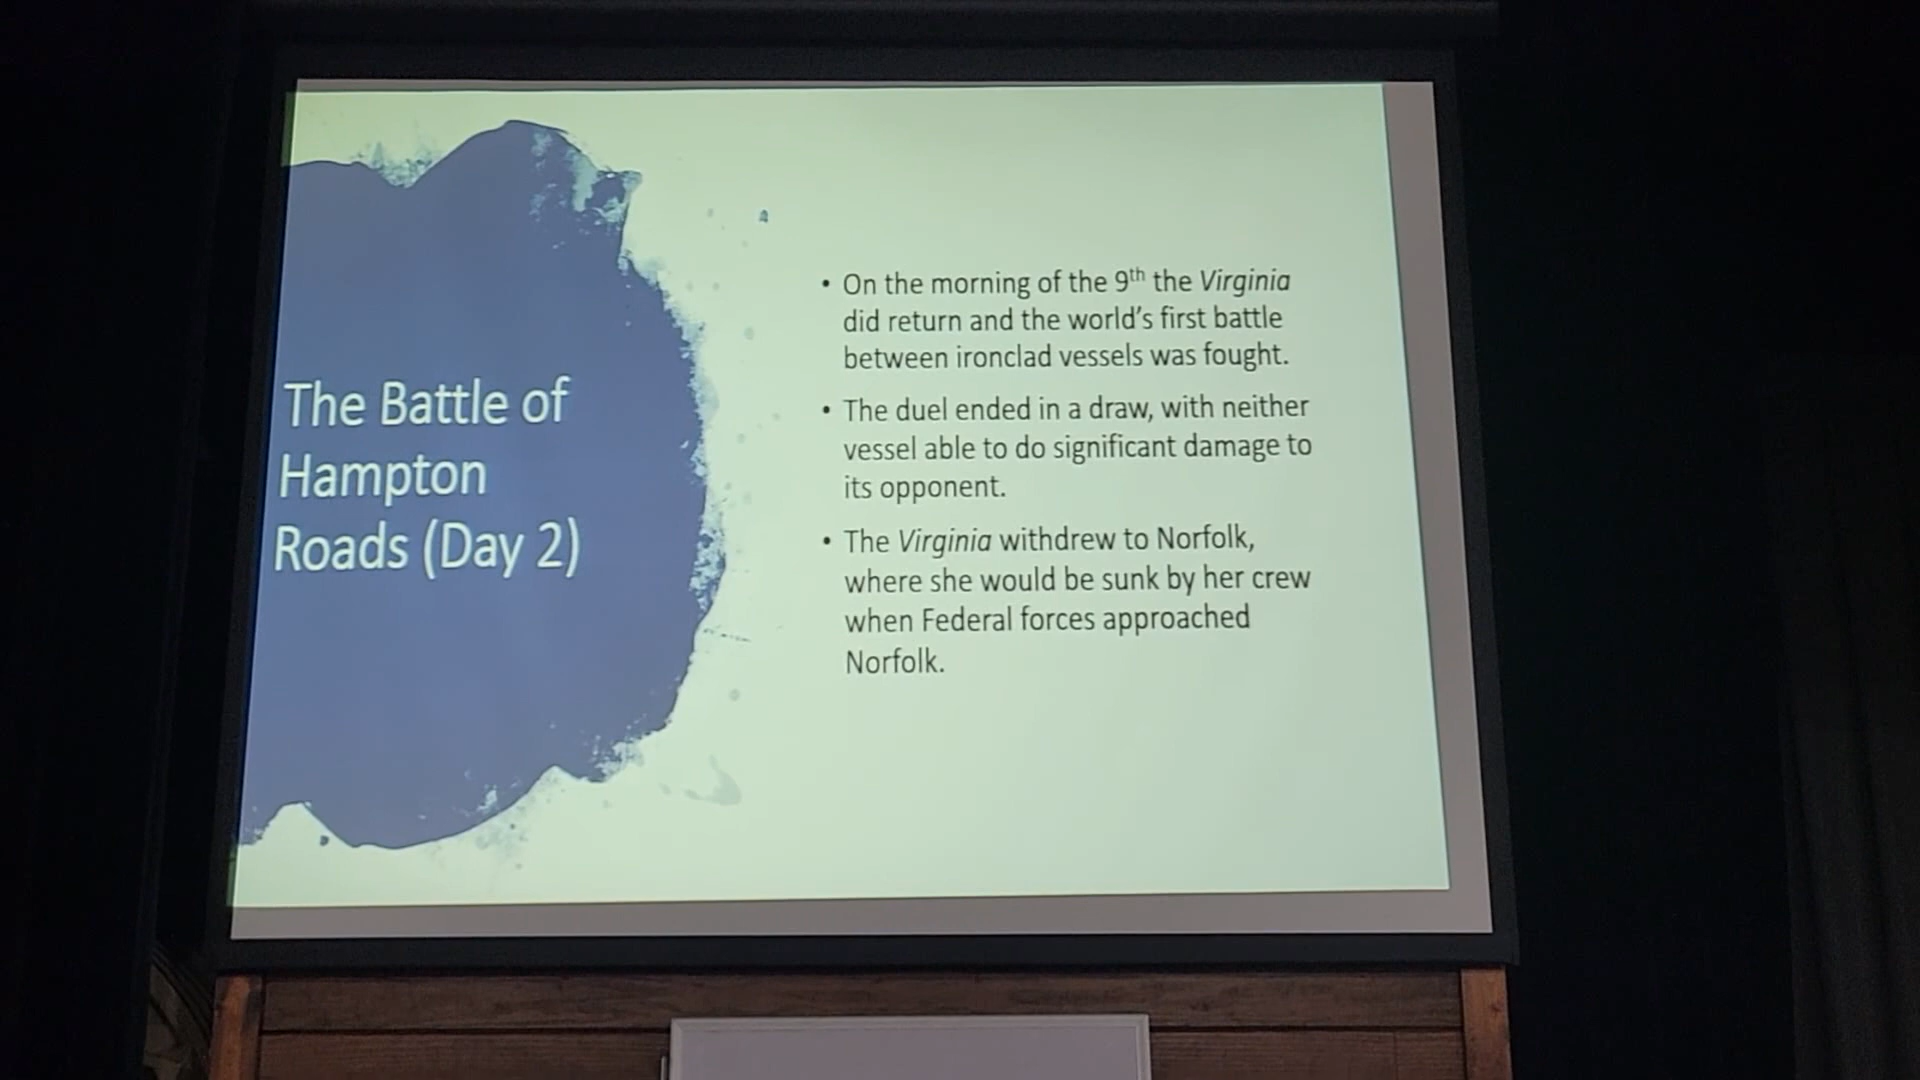 The Battle of
Hampton
Roads (Day 2)
• On the morning of the 9th the Virginia
did return and the world's first battle
between ironclad vessels was fought.
• The duel ended in a draw, with neither
vessel able to do significant damage to
its opponent.
• The Virginia withdrew to Norfolk,
where she would be sunk by her crew
when Federal forces approached
Norfolk.